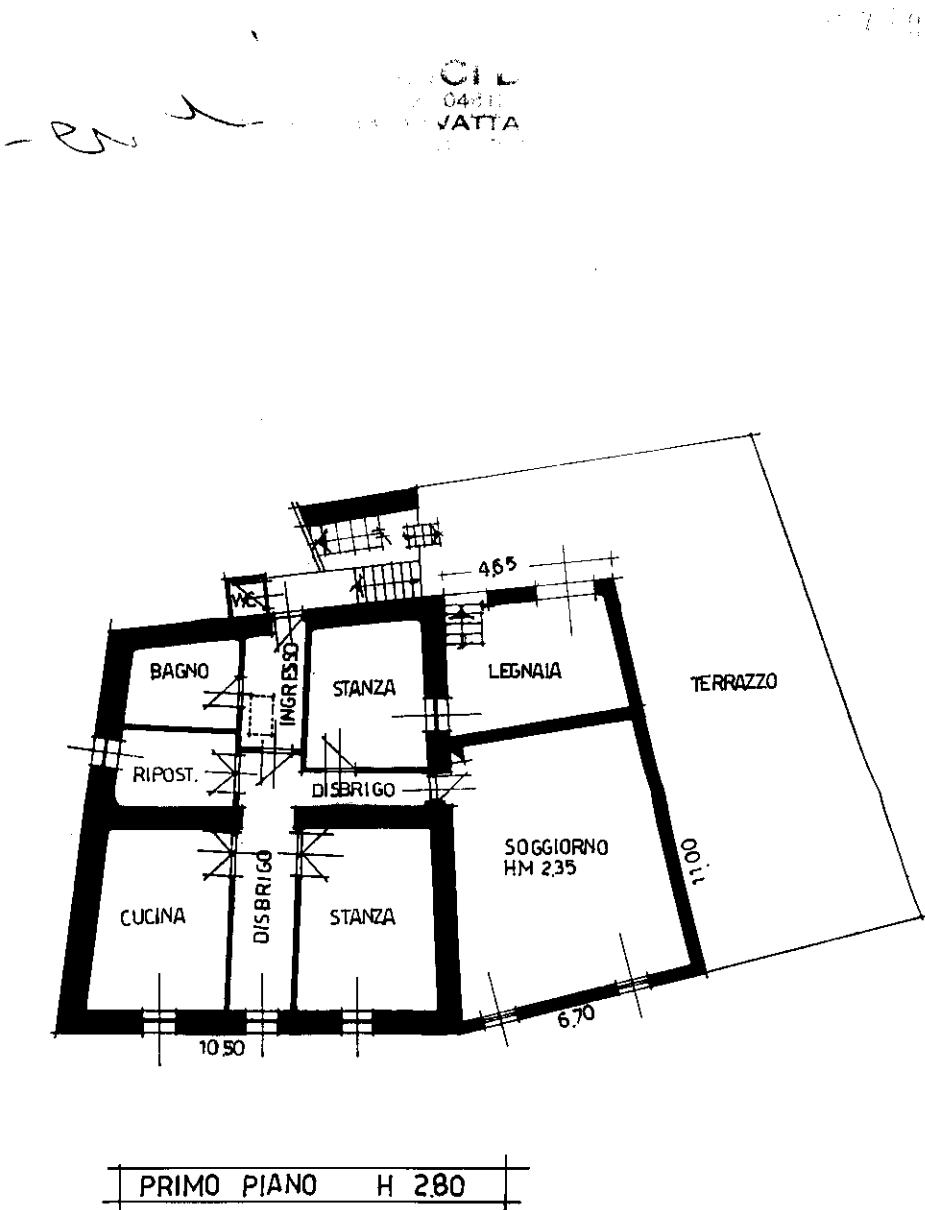 VATTA
4,65
WC
BAGNO
INGRESSO
STANZA
LEGNAIA
TERRAZZO
RIPOST.
DISBRIGO
SOGGIORNO
HM 2,35
11,00
CUCINA
DISBRIGO
STANZA
6,70
10,50
PRIMO PIANO H 2,80